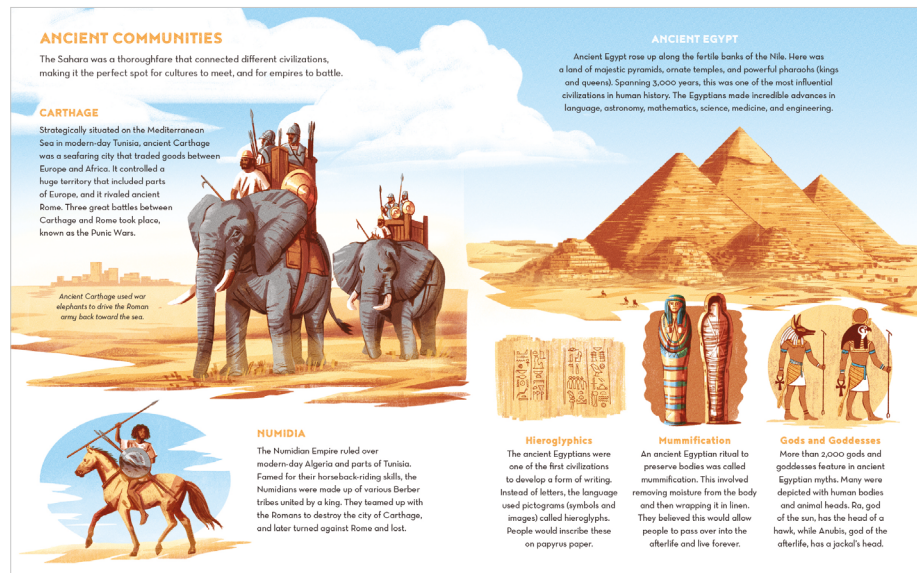 ANCIENT COMMUNITIES
The Sahara was a thoroughfare that connected different civilizations,
making it the perfect spot for cultures to meet, and for empires to battle.
CARTHAGE
Strategically situated on the Mediterranean
Sea in modern-day Tunisia, ancient Carthage
was a seafaring city that traded goods between
Europe and Africa. It controlled a
huge territory that included parts
of Europe, and it rivaled ancient
Rome. Three great battles between
Carthage and Rome took place,
known as the Punic Wars.
Ancient Carthage used war
elephants to drive the Roman
army back toward the sea.
NUMIDIA
The Numidian Empire ruled over
modern-day Algeria and parts of Tunisia.
Famed for their horseback-riding skills, the
Numidians were made up of various Berber
tribes united by a king. They teamed up with
the Romans to destroy the city of Carthage,
and later turned against Rome and lost.
ANCIENT EGYPT
Ancient Egypt rose up along the fertile banks of the Nile. Here was
a land of majestic pyramids, ornate temples, and powerful pharaohs (kings
and queens). Spanning 3,000 years, this was one of the most influential
civilizations in human history. The Egyptians made incredible advances in
language, astronomy, mathematics, science, medicine, and engineering.
Hieroglyphics
The ancient Egyptians were
one of the first civilizations
to develop a form of writing.
Instead of letters, the language
used pictograms (symbols and
images) called hieroglyphs.
People would inscribe these
on papyrus paper.
Mummification
An ancient Egyptian ritual to
preserve bodies was called
mummification. This involved
removing moisture from the body
and then wrapping it in linen.
They believed this would allow
people to pass over into the
afterlife and live forever.
Gods and Goddesses
More than 2,000 gods and
goddesses feature in ancient
Egyptian myths. Many were
depicted with human bodies
and animal heads. Ra, god
of the sun, has the head of a
hawk, while Anubis, god of the
afterlife, has a jackal's head.